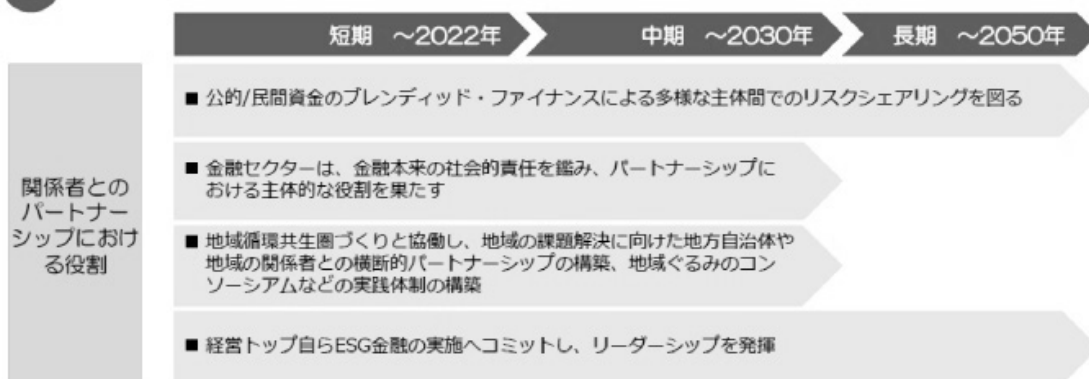 短期　～2022年
中期　～2030年
長期　～2050年
関係者との
パートナー
シップにおけ
る役割
■ 公的/民間資金のブレンディッド・ファイナンスによる多様な主体間でのリスクシェアリングを図る
■ 金融セクターは、金融本来の社会的責任を鑑み、パートナーシップに
おける主体的な役割を果たす
■ 地域循環共生圏づくりと協働し、地域の課題解決に向けた地方自治体や
地域の関係者との横断的パートナーシップの構築、地域ぐるみのコン
ソーシアムなどの実践体制の構築
■ 経営トップ自らESG金融の実施へコミットし、リーダーシップを発揮